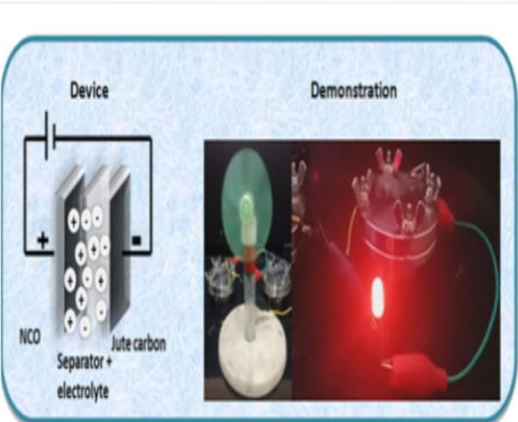 Device
Demonstration
+
-
NCO
Jute carbon
Separator +
electrolyte